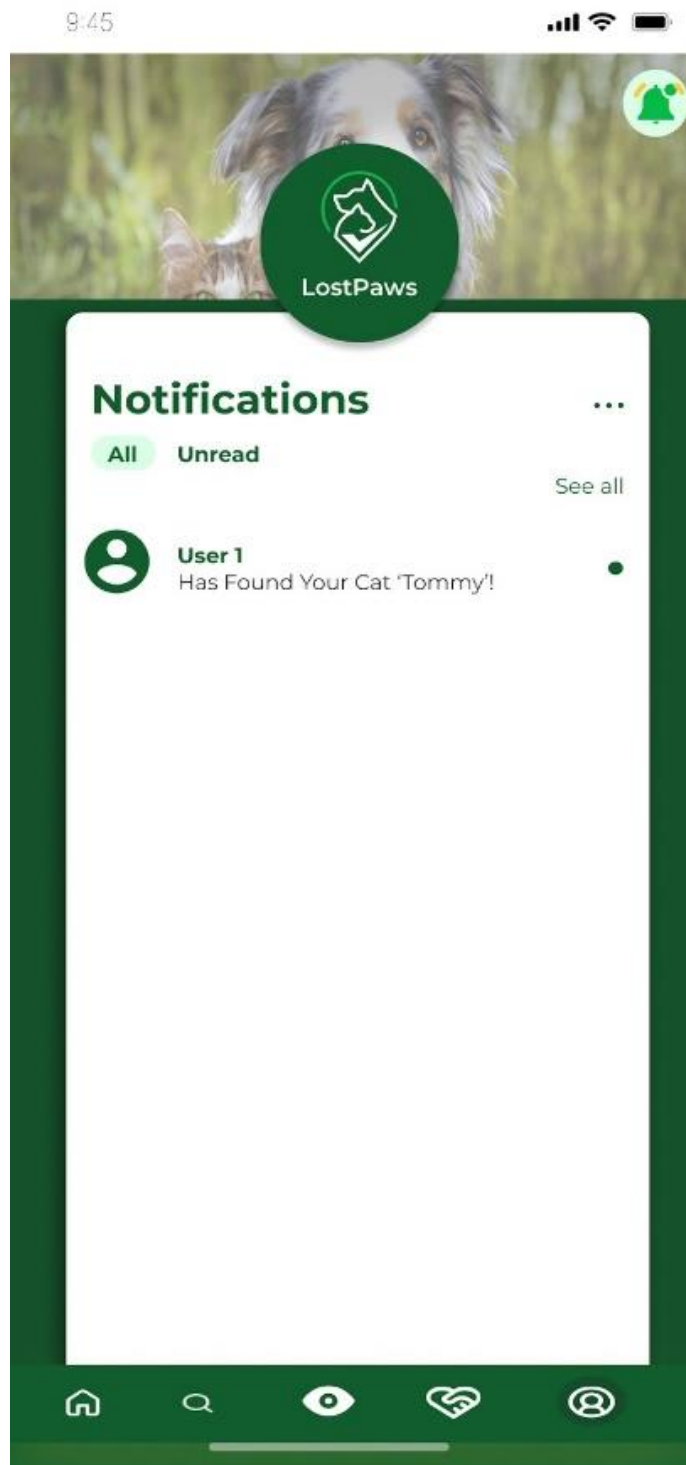 9:45
LostPaws
Notifications
...
All Unread
See all
User 1
Has Found Your Cat ‘Tommy’!